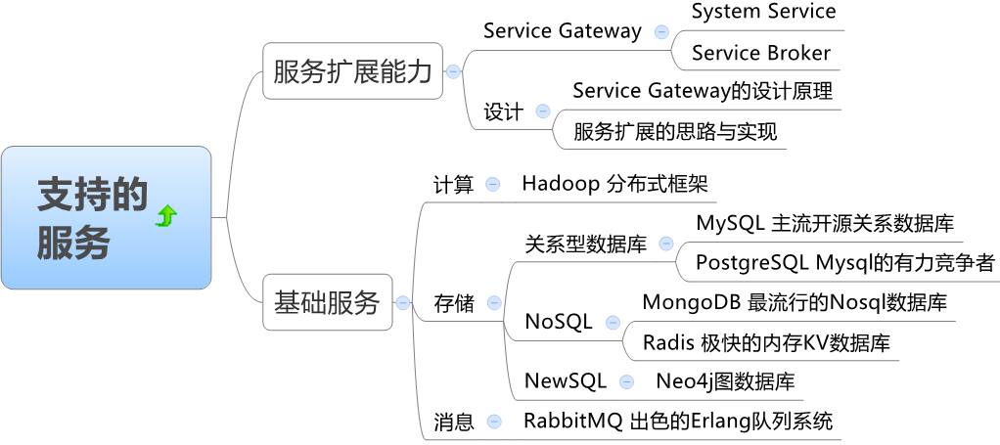 支持的
服务
服务扩展能力
Service Gateway
System Service
Service Broker
设计
Service Gateway的设计原理
服务扩展的思路与实现
基础服务
计算
Hadoop 分布式框架
存储
关系型数据库
MySQL 主流开源关系数据库
PostgreSQL Mysql的有力竞争者
NoSQL
MongoDB 最流行的Nosql数据库
Radis 极快的内存KV数据库
NewSQL
Neo4j图数据库
消息
RabbitMQ 出色的Erlang队列系统